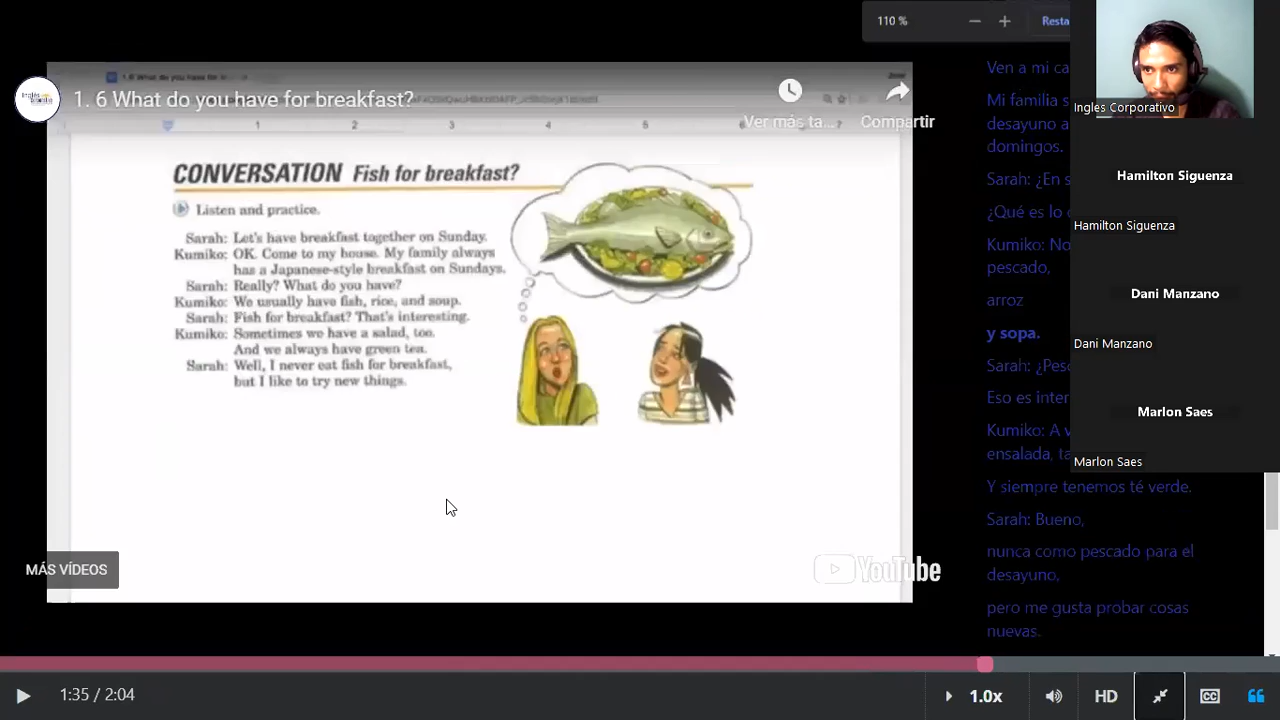 110 %
Resta
1. 6 What do you have for breakfast?
Ver más ta...
Compartir
1
2
3
4
5
6
CONVERSATION Fish for breakfast?
Listen and practice.
Sarah: Let's have breakfast together on Sunday.
Kumiko: OK. Come to my house. My family always
has a Japanese-style breakfast on Sundays.
Sarah: Really? What do you have?
Kumiko: We usually have fish, rice, and soup.
Sarah: Fish for breakfast? That's interesting.
Kumiko: Sometimes we have a salad, too.
And we always have green tea.
Sarah: Well, I never eat fish for breakfast,
but I like to try new things.
MÁS VÍDEOS
YouTube
Ven a mi ca
Mi familia s
desayuno a
domingos.
Sarah: ¿En s
¿Qué es lo
Kumiko: No
pescado,
arroz
y sopa.
Sarah: ¿Pes
Eso es inter
Kumiko: A v
ensalada, ta
Y siempre tenemos té verde.
Sarah: Bueno,
nunca como pescado para el
desayuno,
pero me gusta probar cosas
nuevas.
Ingles Corporativo
Hamilton Siguenza
Hamilton Siguenza
Dani Manzano
Dani Manzano
Marlon Saes
Marlon Saes
1:35 / 2:04
1.0x
HD
CC